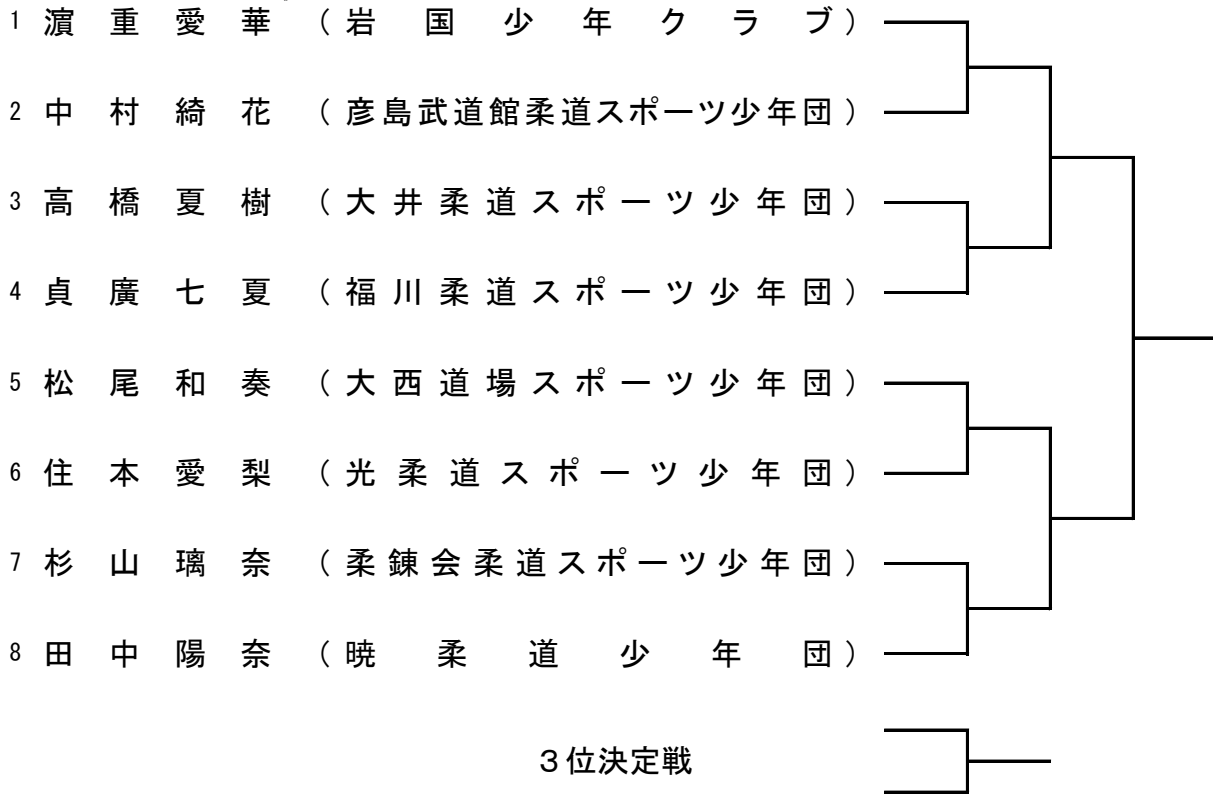 1 濵重愛華 （岩国少年クラブ）
2 中村綺花 （彦島武道館柔道スポーツ少年団）
3 高橋夏樹 （大井柔道スポーツ少年団）
4 貞廣七夏 （福川柔道スポーツ少年団）
5 松尾和奏 （大西道場スポーツ少年団）
6 住本愛梨 （光柔道スポーツ少年団）
7 杉山璃奈 （柔錬会柔道スポーツ少年団）
8 田中陽奈 （暁柔道少年団）
３位決定戦